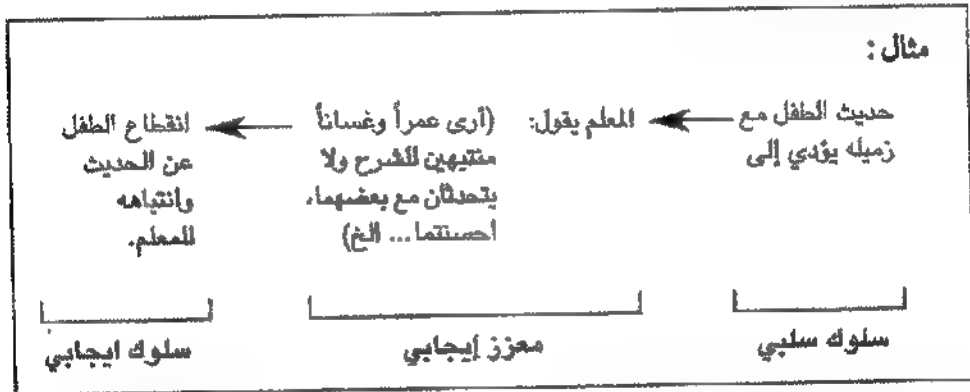 مثال :
حديث الطفل مع
زميله يؤدي إلى
المعلم يقول:
(أرى عمراً وغساناً
منتبهين للشرح ولا
يتحدثان مع بعضهما،
أحسنتما ... الخ)
انقطاع الطفل
عن الحديث
وانتباهه
للمعلم.
سلوك سلبي
معزز إيجابي
سلوك ايجابي